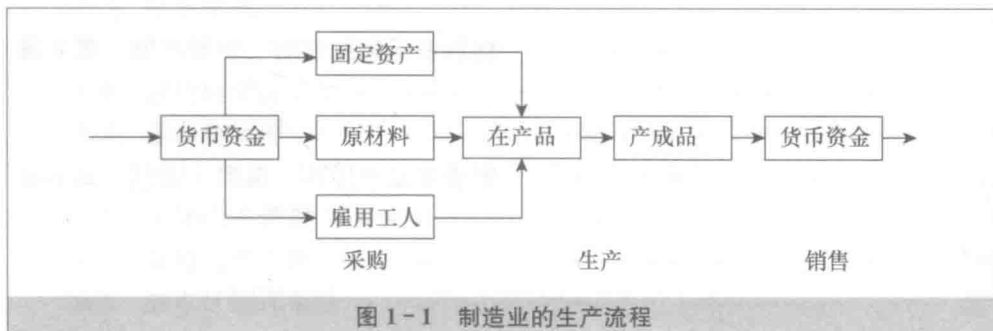 固定资产
货币资金 原材料 在产品 产成品 货币资金
雇用工人
采购 生产 销售
图 1-1 制造业的生产流程